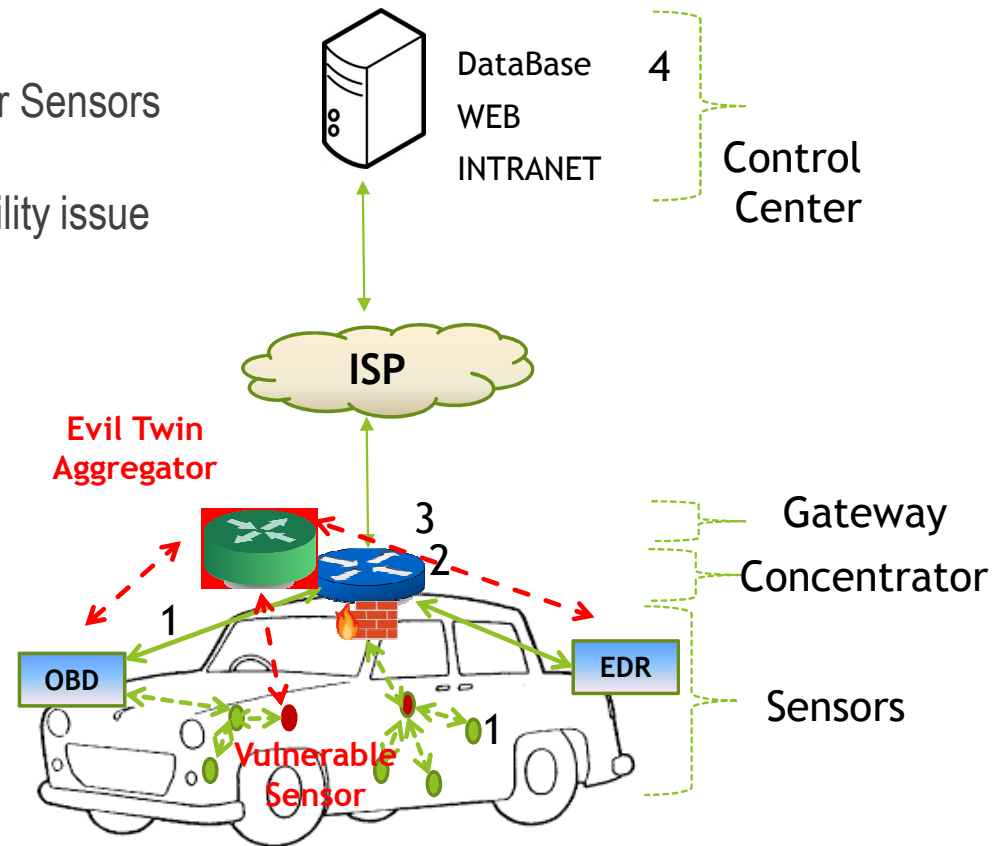 r Sensors
ility issue
DataBase
4
WEB
INTRANET
Control
Center
ISP
Evil Twin
Aggregator
3
Gateway
2
Concentrator
1
OBD
EDR
Sensors
1
Vulnerable
Sensor